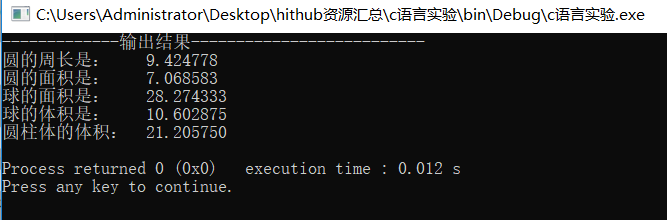 C:\Users\Administrator\Desktop\hithub资源汇总\c语言实验\bin\Debug\c语言实验.exe
-------------输出结果--------------------------
圆的周长是：    9.424778
圆的面积是：    7.068583
球的面积是：    28.274333
球的体积是：    10.602875
圆柱体的体积：  21.205750
Process returned 0 (0x0)   execution time : 0.012 s
Press any key to continue.